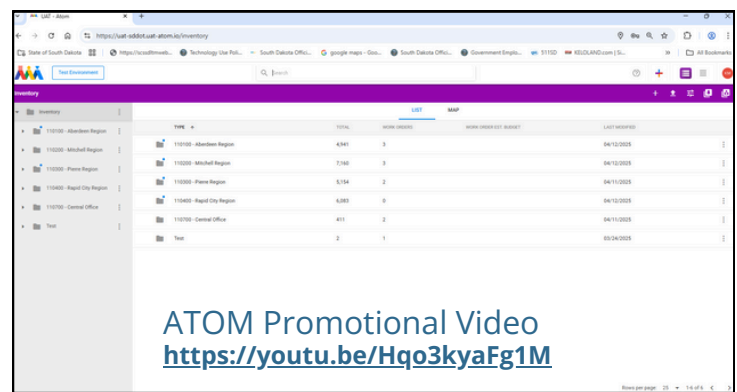 UAT - Atom
https://uat-sddot.uat-atom.io/inventory
State of South Dakota
Technology Use Poli...
South Dakota Offici...
google maps - Goo...
South Dakota Offici...
Government Emplo...
511SD
KELOLAND.com | S...
All Bookmarks
Test Environment
Search
Inventory
LIST MAP
Inventory
TYPE TOTAL WORK ORDERS WORK ORDER EST. BUDGET LAST MODIFIED
110100 - Aberdeen Region
110200 - Mitchell Region
110300 - Pierre Region
110400 - Rapid City Region
110700 - Central Office
Test
110100 - Aberdeen Region 4,941 3 04/12/2025
110200 - Mitchell Region 7,160 3 04/12/2025
110300 - Pierre Region 5,154 2 04/11/2025
110400 - Rapid City Region 6,083 0 04/12/2025
110700 - Central Office 411 2 04/11/2025
Test 2 1 03/24/2025
ATOM Promotional Video
https://youtu.be/Hqo3kyaFg1M
Rows per page: 25 1-6 of 6